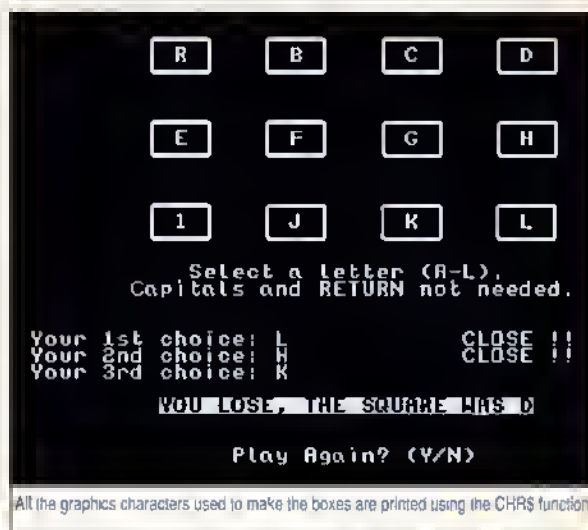 A B C D
E F G H
I J K L
Select a letter (A-L).
Capitals and RETURN not needed.
Your 1st choice: L CLOSE !!
Your 2nd choice: H CLOSE !!
Your 3rd choice: K
YOU LOSE, THE SQUARE WAS D
Play Again? (Y/N)
All the graphics characters used to make the boxes are printed using the CHR$ function